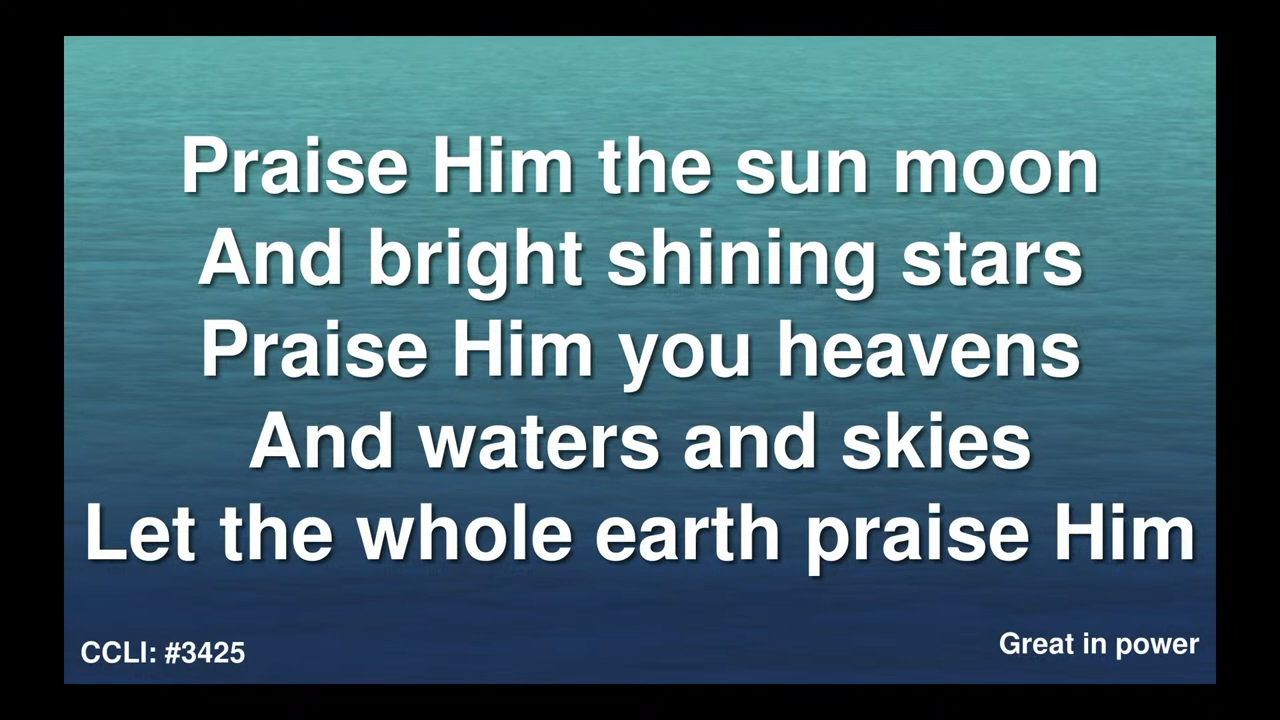 Praise Him the sun moon
And bright shining stars
Praise Him you heavens
And waters and skies
Let the whole earth praise Him
CCLI: #3425
Great in power